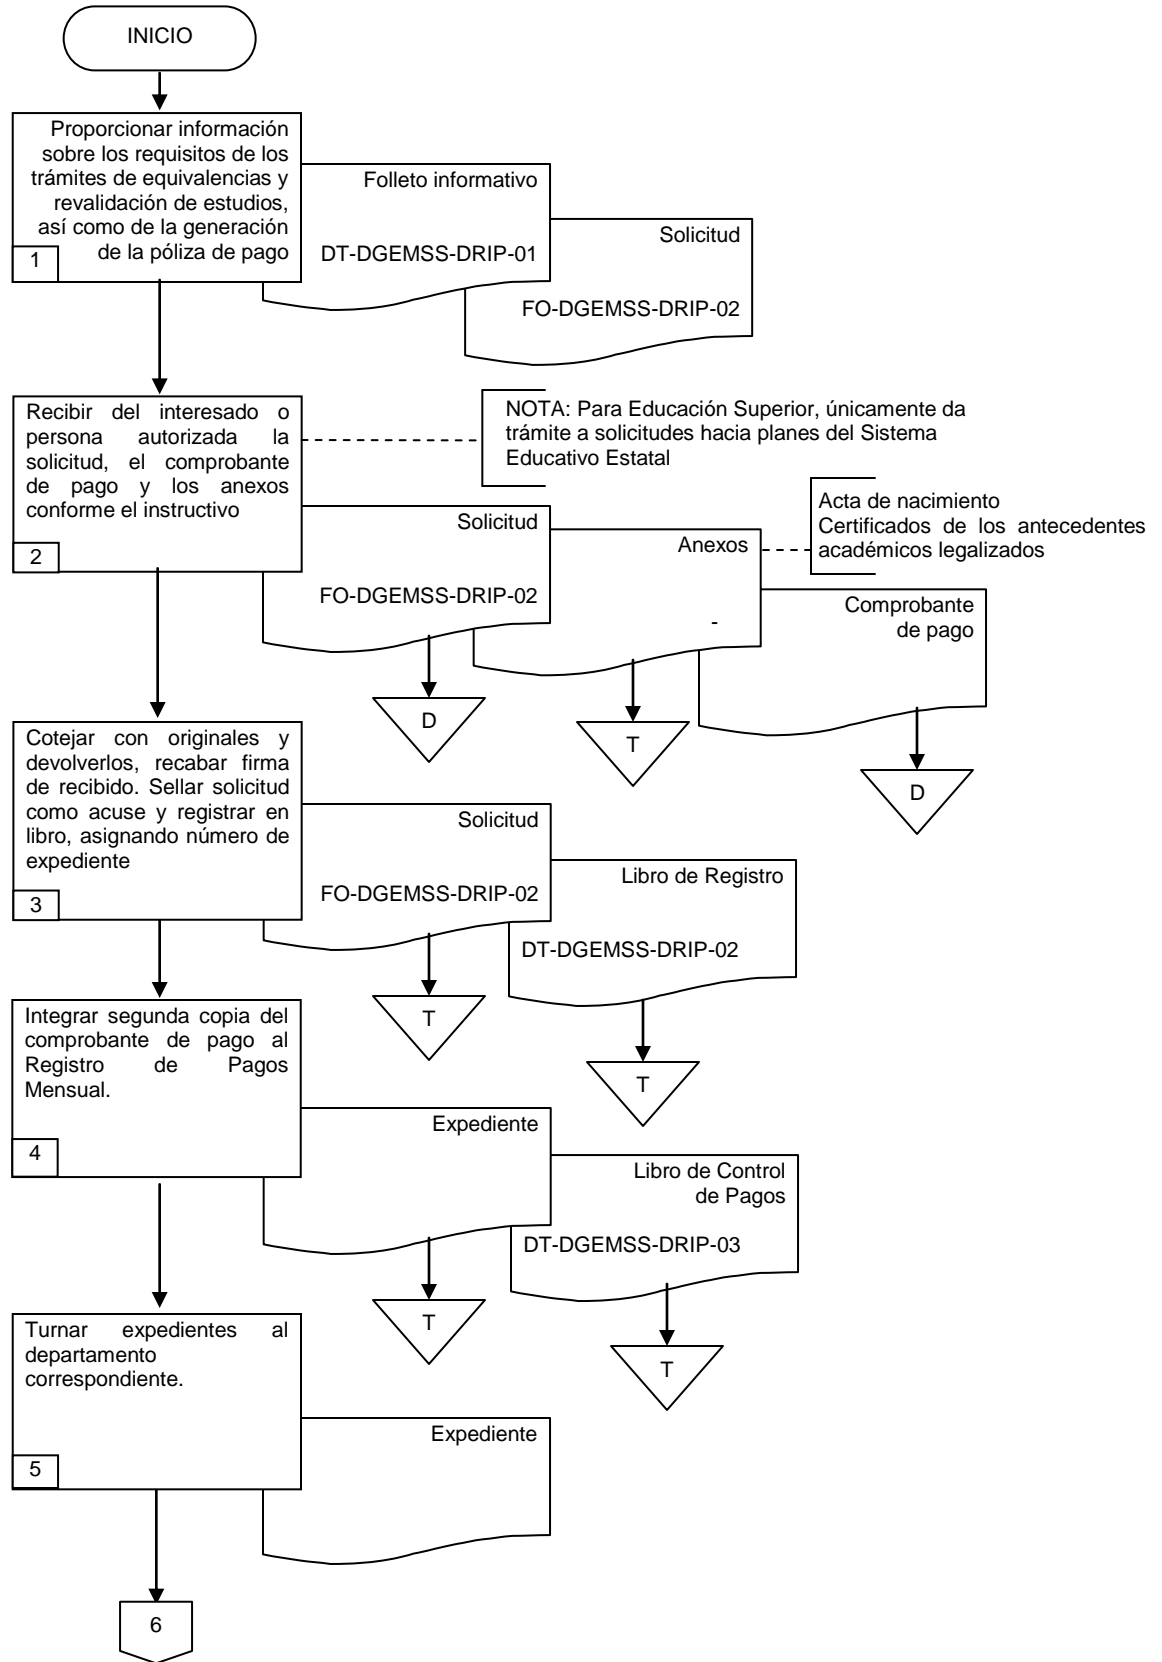 INICIO
Proporcionar información
sobre los requisitos de los
trámites de equivalencias y
revalidación de estudios,
así como de la generación
de la póliza de pago
1
Folleto informativo
DT-DGEMSS-DRIP-01
Solicitud
FO-DGEMSS-DRIP-02
Recibir del interesado o
persona autorizada la
solicitud, el comprobante
de pago y los anexos
conforme el instructivo
2
NOTA: Para Educación Superior, únicamente da
trámite a solicitudes hacia planes del Sistema
Educativo Estatal
Solicitud
FO-DGEMSS-DRIP-02
Anexos
-
Acta de nacimiento
Certificados de los antecedentes
académicos legalizados
Comprobante
de pago
D
T
D
Cotejar con originales y
devolverlos, recabar firma
de recibido. Sellar solicitud
como acuse y registrar en
libro, asignando número de
expediente
3
Solicitud
FO-DGEMSS-DRIP-02
Libro de Registro
DT-DGEMSS-DRIP-02
T
T
Integrar segunda copia del
comprobante de pago al
Registro de Pagos
Mensual.
4
Expediente
Libro de Control
de Pagos
DT-DGEMSS-DRIP-03
T
T
Turnar expedientes al
departamento
correspondiente.
5
Expediente
6